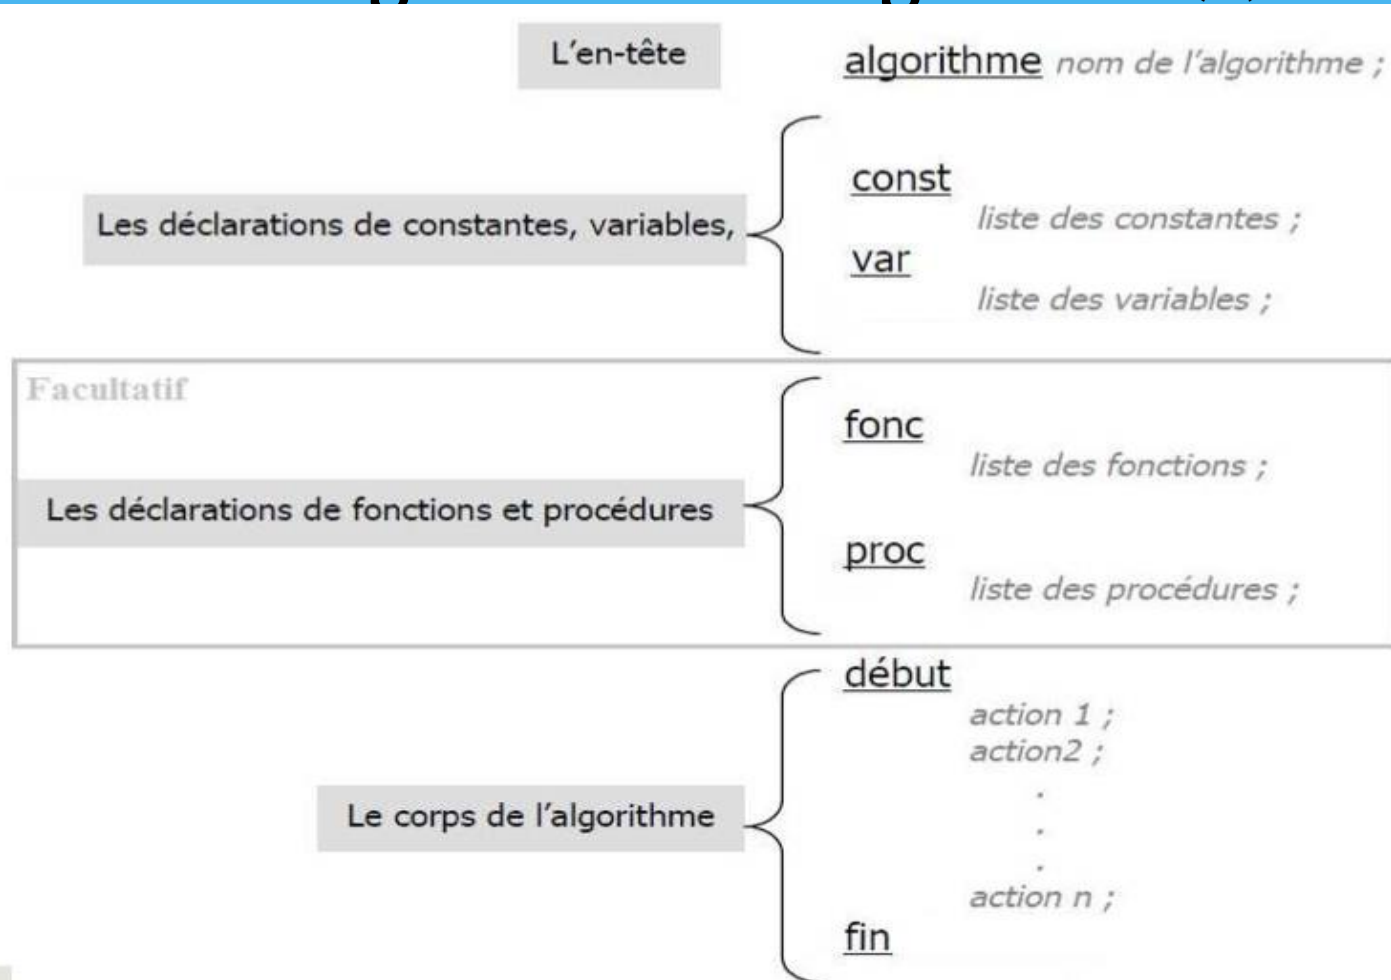 L'en-tête
algorithme nom de l'algorithme ;
const
liste des constantes ;
Les déclarations de constantes, variables,
var
liste des variables ;
Facultatif
fonc
liste des fonctions ;
Les déclarations de fonctions et procédures
proc
liste des procédures ;
début
action 1 ;
action2 ;
.
.
.
Le corps de l'algorithme
action n ;
fin